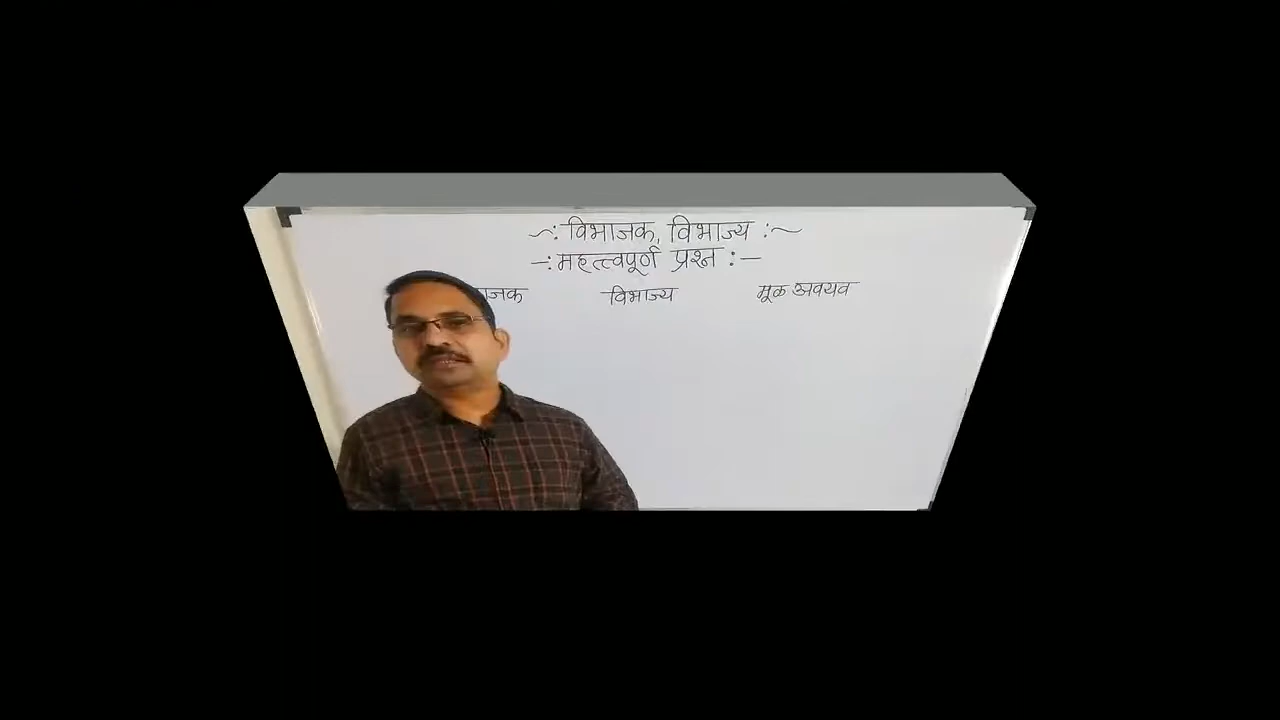 ~: विभाजक, विभाज्य :~
-: महत्त्वपूर्ण प्रश्न :-
विभाज्य मूळ अवयव